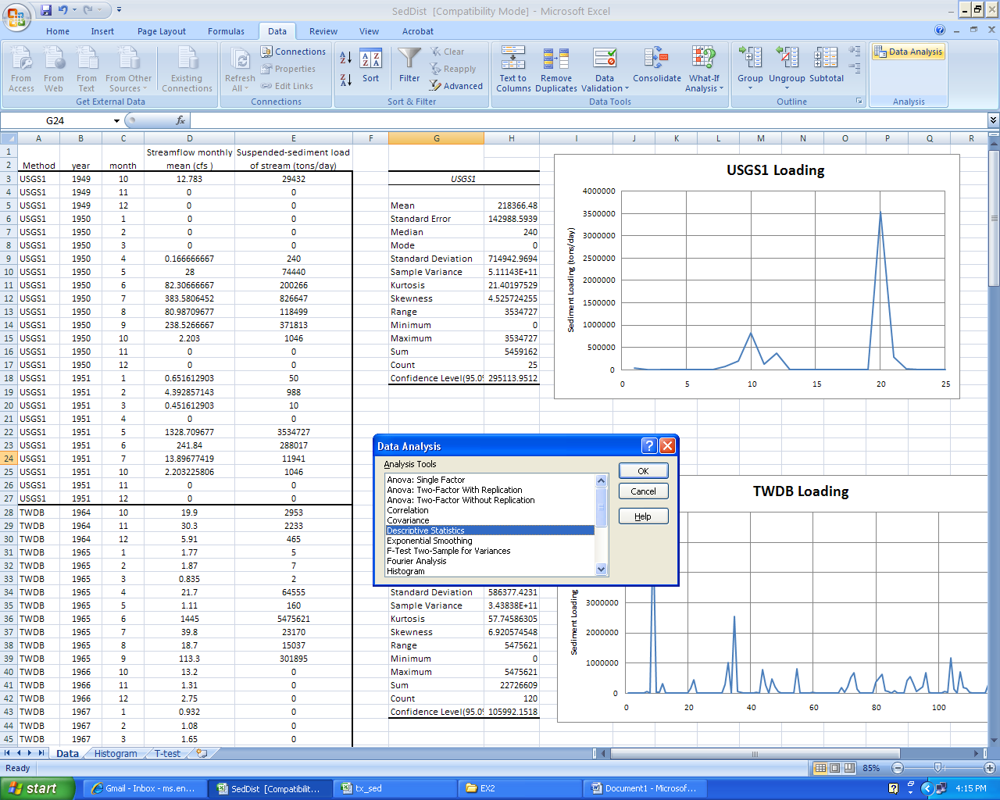 SedDist [Compatibility Mode] - Microsoft Excel
Home Insert Page Layout Formulas Data Review View Acrobat
From Access
From Web
From Text
From Other Sources
Existing Connections
Get External Data
Refresh All
Connections
Properties
Edit Links
Connections
Sort
Filter
Clear
Reapply
Advanced
Sort & Filter
Text to Columns
Remove Duplicates
Data Validation
Consolidate
What-If Analysis
Data Tools
Group
Ungroup
Subtotal
Outline
Data Analysis
Analysis
G24 fx
A B C D E F G H I J K L M N O P Q R
1 Streamflow monthly Suspended-sediment load
2 Method year month mean (cfs ) of stream (tons/day)
3 USGS1 1949 10 12.783 29432 USGS1
4 USGS1 1949 11 0 0
5 USGS1 1949 12 0 0 Mean 218366.48
6 USGS1 1950 1 0 0 Standard Error 142988.5939
7 USGS1 1950 2 0 0 Median 240
8 USGS1 1950 3 0 0 Mode 0
9 USGS1 1950 4 0.166666667 240 Standard Deviation 714942.9694
10 USGS1 1950 5 28 74440 Sample Variance 5.11143E+11
11 USGS1 1950 6 82.30666667 200266 Kurtosis 21.40197529
12 USGS1 1950 7 383.5806452 826647 Skewness 4.525724255
13 USGS1 1950 8 80.98709677 118499 Range 3534727
14 USGS1 1950 9 238.5266667 371813 Minimum 0
15 USGS1 1950 10 2.203 1046 Maximum 3534727
16 USGS1 1950 11 0 0 Sum 5459162
17 USGS1 1950 12 0 0 Count 25
18 USGS1 1951 1 0.651612903 50 Confidence Level(95.0% 295113.9512
19 USGS1 1951 2 4.392857143 988
20 USGS1 1951 3 0.451612903 10
21 USGS1 1951 4 0 0
22 USGS1 1951 5 1328.709677 3534727
23 USGS1 1951 6 241.84 288017
24 USGS1 1951 7 13.89677419 11941
25 USGS1 1951 10 2.203225806 1046
26 USGS1 1951 11 0 0
27 USGS1 1951 12 0 0
28 TWDB 1964 10 19.9 2953
29 TWDB 1964 11 30.3 2233
30 TWDB 1964 12 5.91 465
31 TWDB 1965 1 1.77 5
32 TWDB 1965 2 1.87 7
33 TWDB 1965 3 0.835 2
34 TWDB 1965 4 21.7 64555 Standard Deviation 586377.4231
35 TWDB 1965 5 1.11 160 Sample Variance 3.43838E+11
36 TWDB 1965 6 1445 5475621 Kurtosis 57.74586305
37 TWDB 1965 7 39.8 23170 Skewness 6.920574548
38 TWDB 1965 8 18.7 15037 Range 5475621
39 TWDB 1965 9 113.3 301895 Minimum 0
40 TWDB 1966 10 13.2 0 Maximum 5475621
41 TWDB 1966 11 1.31 0 Sum 22726609
42 TWDB 1966 12 2.75 0 Count 120
43 TWDB 1967 1 0.932 0 Confidence Level(95.0% 105992.1518
44 TWDB 1967 2 1.08 0
45 TWDB 1967 3 1.65 0
USGS1 Loading
Sediment Loading (tons/day)
4000000
3500000
3000000
2500000
2000000
1500000
1000000
500000
0
0 5 10 15 20 25
Data Analysis
Analysis Tools
Anova: Single Factor
Anova: Two-Factor With Replication
Anova: Two-Factor Without Replication
Correlation
Covariance
Descriptive Statistics
Exponential Smoothing
F-Test Two-Sample for Variances
Fourier Analysis
Histogram
OK
Cancel
Help
TWDB Loading
Sediment Loading
3000000
2000000
1000000
0
0 20 40 60 80 100
Data Histogram T-test
Ready 85%
start Gmail - Inbox - ms.en... SedDist [Compatibilit... tx_sed EX2 Document1 - Microsof... 4:15 PM